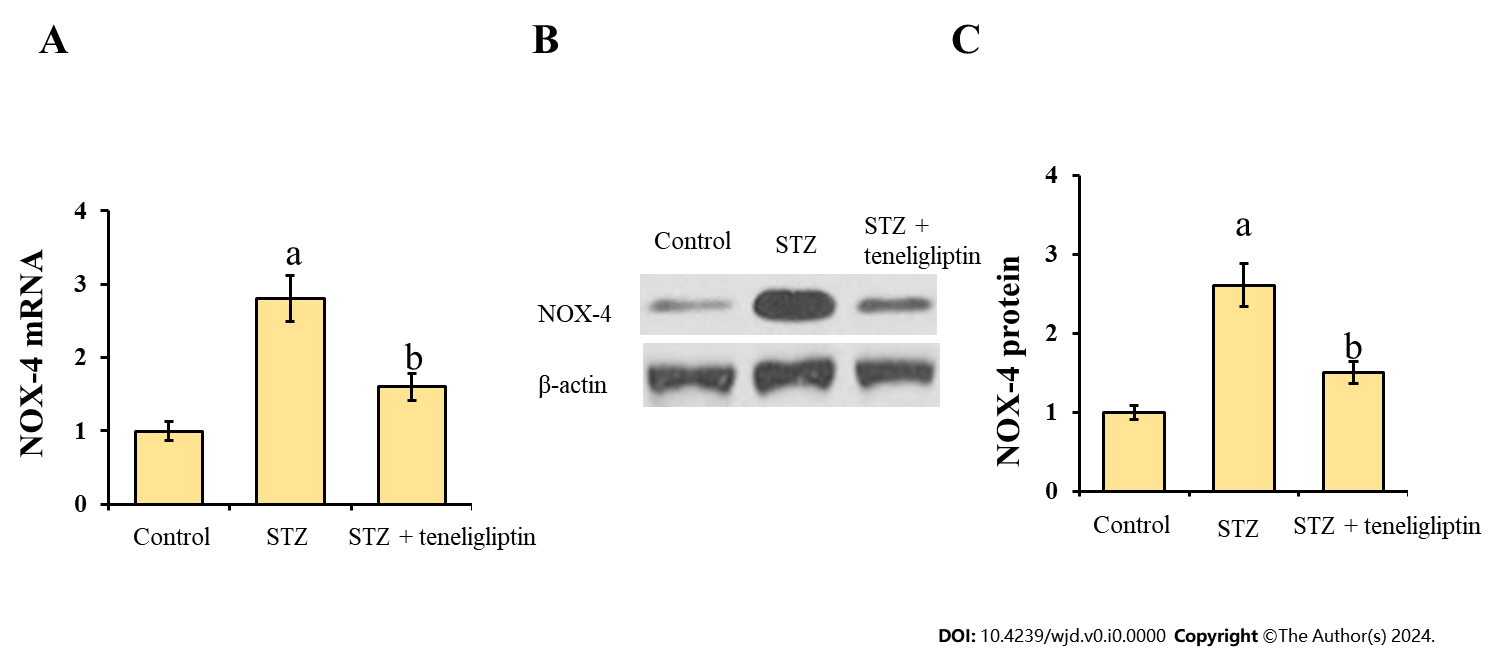 A
NOX-4 mRNA
4
3
2
1
0
a
b
Control
STZ
STZ + teneligliptin
B
Control
STZ
STZ +
teneligliptin
NOX-4
β-actin
C
NOX-4 protein
4
3
2
1
0
a
b
Control
STZ
STZ + teneligliptin
DOI: 10.4239/wjd.v0.i0.0000 Copyright ©The Author(s) 2024.